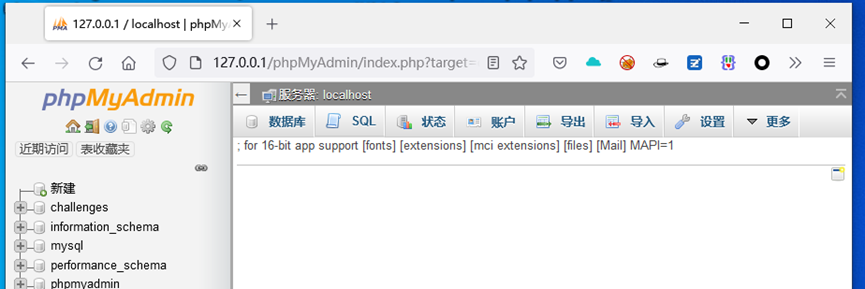 127.0.0.1 / localhost | phpMyA
127.0.0.1/phpMyAdmin/index.php?target=
phpMyAdmin
近期访问 表收藏夹
新建
challenges
information_schema
mysql
performance_schema
phpmyadmin
服务器: localhost
数据库 SQL 状态 账户 导出 导入 设置 更多
; for 16-bit app support [fonts] [extensions] [mci extensions] [files] [Mail] MAPI=1